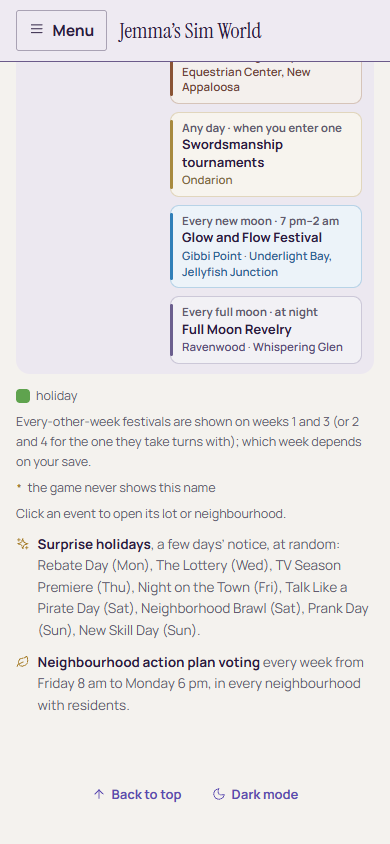 Menu
Jemma's Sim World
Equestrian Center, New
Appaloosa
Any day · when you enter one
Swordsmanship
tournaments
Ondarion
Every new moon · 7 pm–2 am
Glow and Flow Festival
Gibbi Point · Underlight Bay,
Jellyfish Junction
Every full moon · at night
Full Moon Revelry
Ravenwood · Whispering Glen
holiday
Every-other-week festivals are shown on weeks 1 and 3 (or 2
and 4 for the one they take turns with); which week depends
on your save.
* the game never shows this name
Click an event to open its lot or neighbourhood.
Surprise holidays, a few days' notice, at random:
Rebate Day (Mon), The Lottery (Wed), TV Season
Premiere (Thu), Night on the Town (Fri), Talk Like a
Pirate Day (Sat), Neighborhood Brawl (Sat), Prank Day
(Sun), New Skill Day (Sun).
Neighbourhood action plan voting every week from
Friday 8 am to Monday 6 pm, in every neighbourhood
with residents.
Back to top
Dark mode